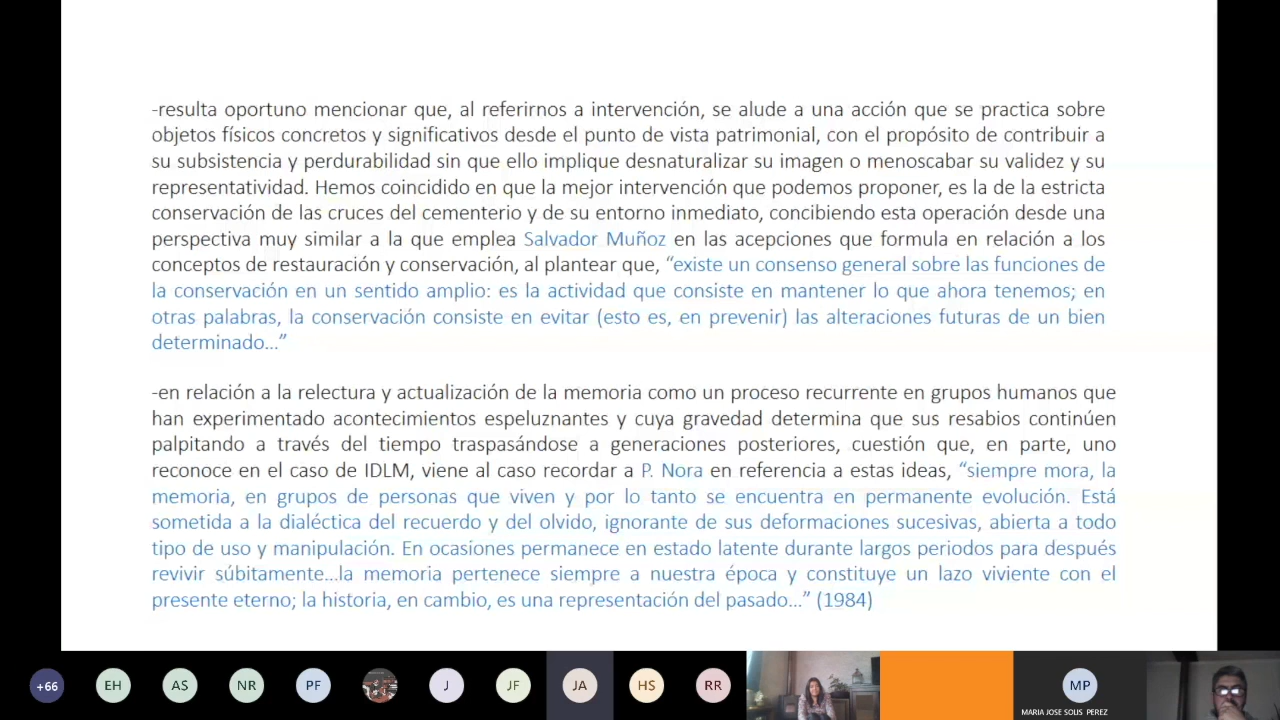 -resulta oportuno mencionar que, al referirnos a intervención, se alude a una acción que se practica sobre
objetos físicos concretos y significativos desde el punto de vista patrimonial, con el propósito de contribuir a
su subsistencia y perdurabilidad sin que ello implique desnaturalizar su imagen o menoscabar su validez y su
representatividad. Hemos coincidido en que la mejor intervención que podemos proponer, es la de la estricta
conservación de las cruces del cementerio y de su entorno inmediato, concibiendo esta operación desde una
perspectiva muy similar a la que emplea Salvador Muñoz en las acepciones que formula en relación a los
conceptos de restauración y conservación, al plantear que, “existe un consenso general sobre las funciones de
la conservación en un sentido amplio: es la actividad que consiste en mantener lo que ahora tenemos; en
otras palabras, la conservación consiste en evitar (esto es, en prevenir) las alteraciones futuras de un bien
determinado...”
-en relación a la relectura y actualización de la memoria como un proceso recurrente en grupos humanos que
han experimentado acontecimientos espeluznantes y cuya gravedad determina que sus resabios continúen
palpitando a través del tiempo traspasándose a generaciones posteriores, cuestión que, en parte, uno
reconoce en el caso de IDLM, viene al caso recordar a P. Nora en referencia a estas ideas, “siempre mora, la
memoria, en grupos de personas que viven y por lo tanto se encuentra en permanente evolución. Está
sometida a la dialéctica del recuerdo y del olvido, ignorante de sus deformaciones sucesivas, abierta a todo
tipo de uso y manipulación. En ocasiones permanece en estado latente durante largos periodos para después
revivir súbitamente...la memoria pertenece siempre a nuestra época y constituye un lazo viviente con el
presente eterno; la historia, en cambio, es una representación del pasado...” (1984)
+66 EH AS NR PF J JF JA HS RR MP
MARIA JOSE SOLIS PEREZ